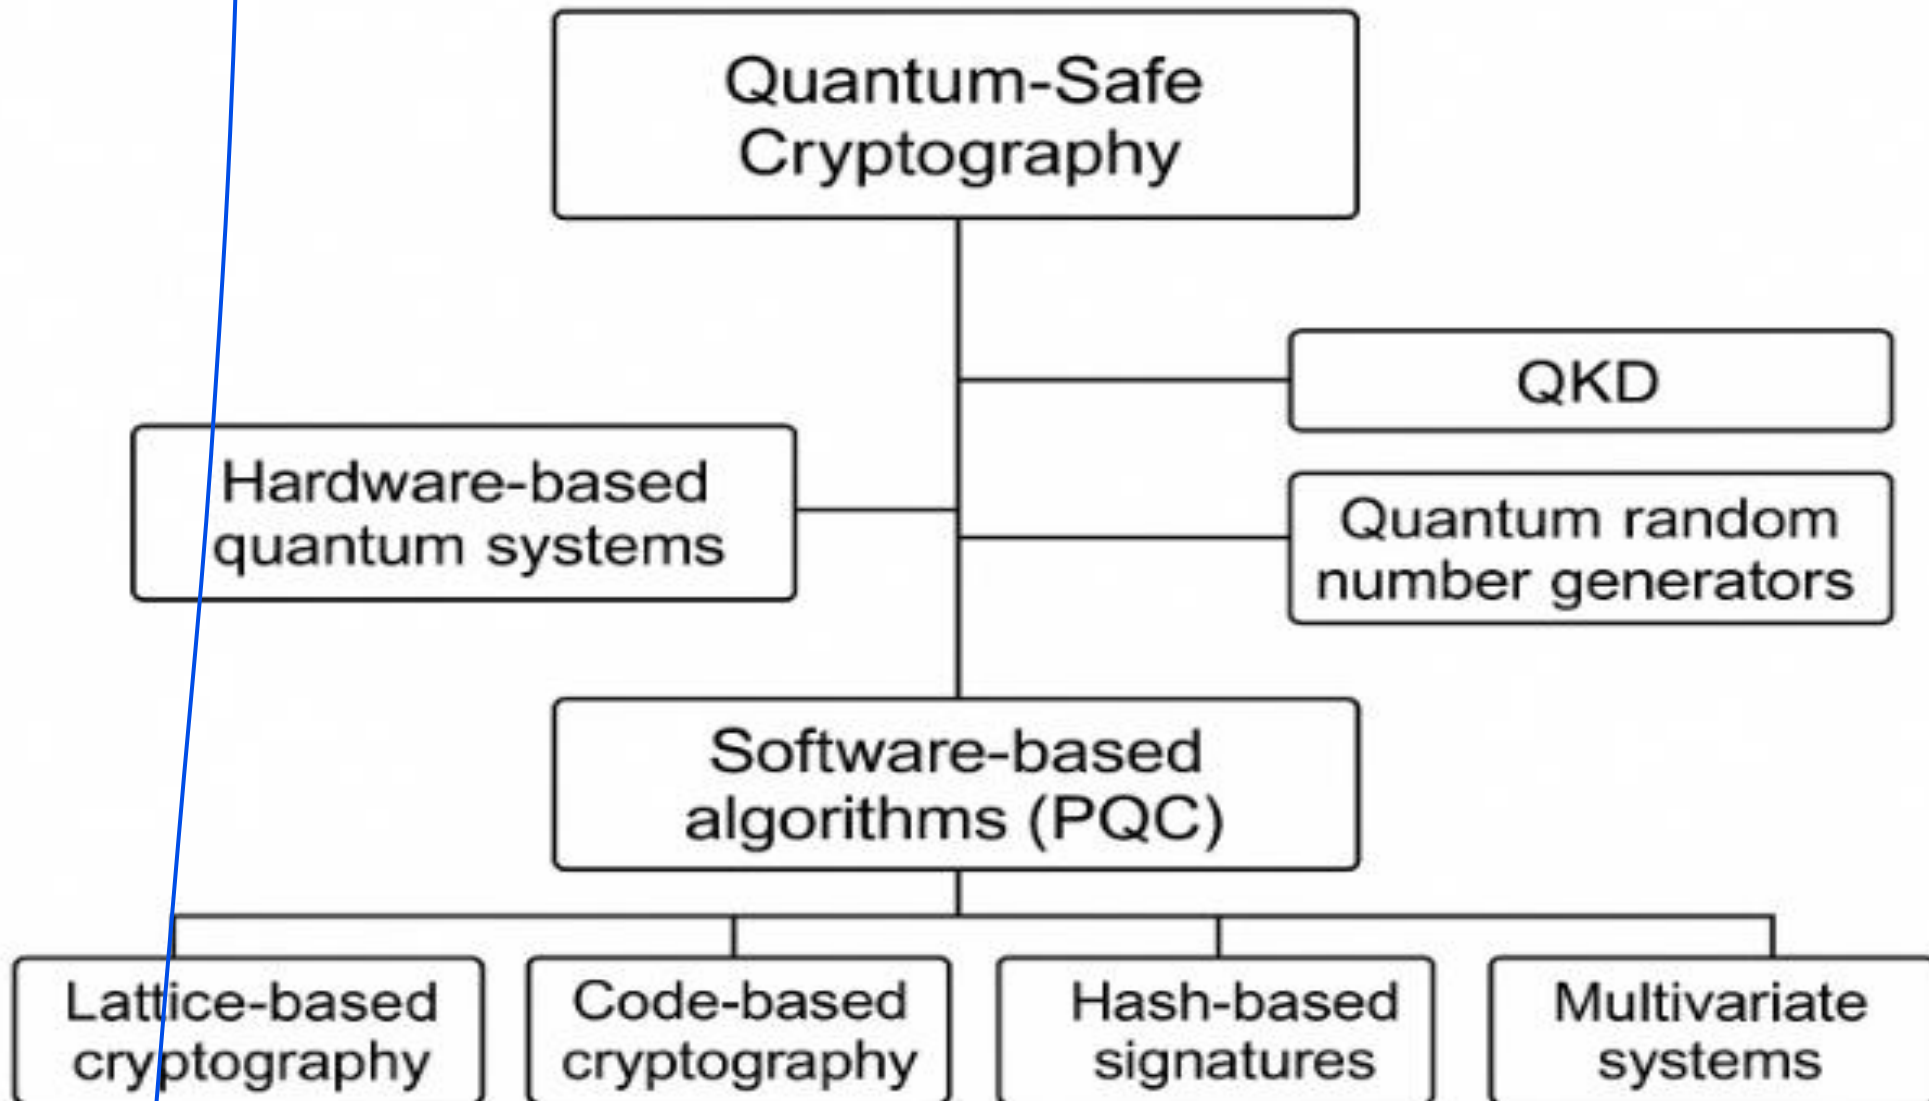 Quantum-Safe
Cryptography
QKD
Hardware-based
quantum systems
Quantum random
number generators
Software-based
algorithms (PQC)
Lattice-based
cryptography
Code-based
cryptography
Hash-based
signatures
Multivariate
systems